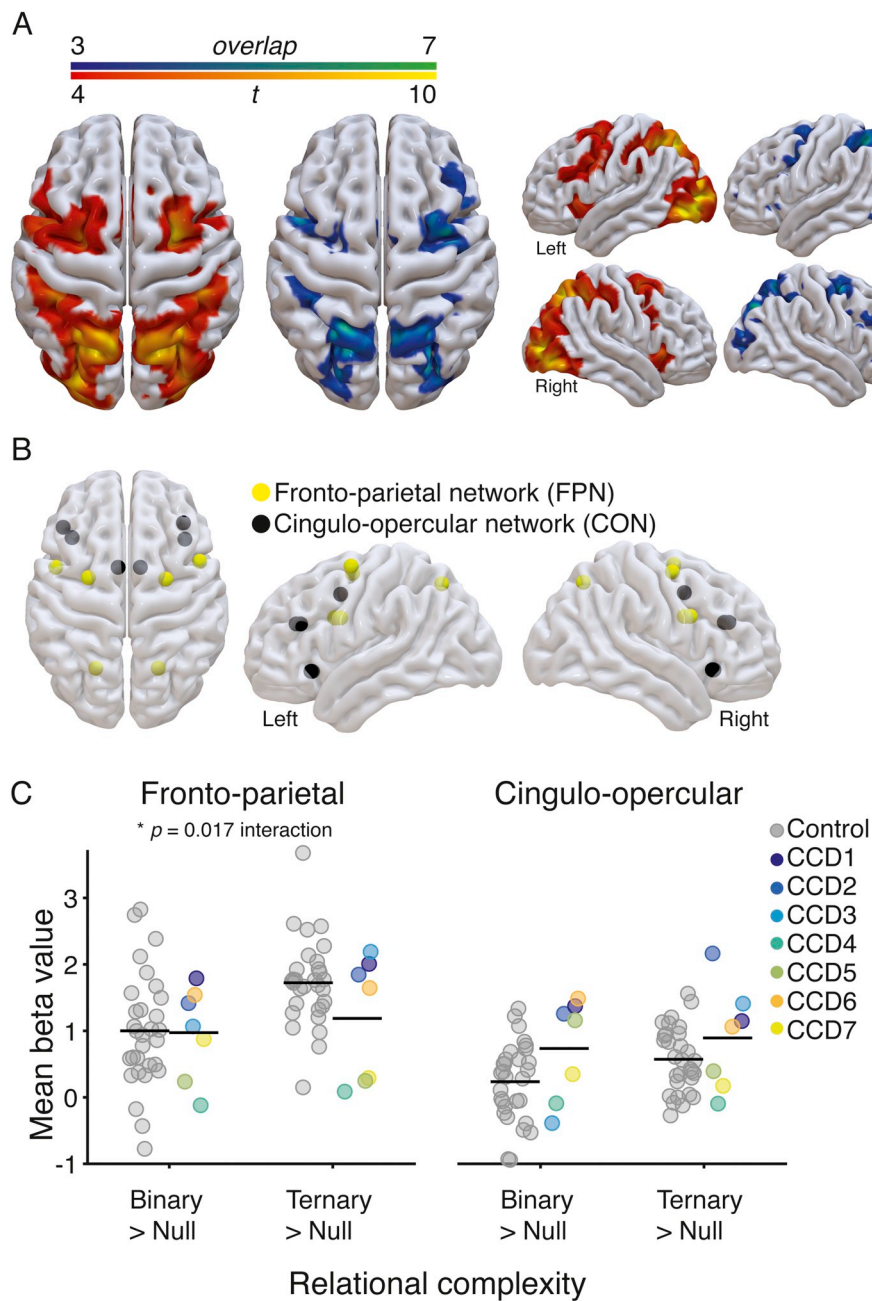 A
3 overlap 7
4 t 10
Left
Right
B
Fronto-parietal network (FPN)
Cingulo-opercular network (CON)
Left Right
C
Fronto-parietal Cingulo-opercular
* p = 0.017 interaction
Control
CCD1
CCD2
CCD3
CCD4
CCD5
CCD6
CCD7
Mean beta value
3
2
1
0
-1
Binary Ternary Binary Ternary
> Null > Null > Null > Null
Relational complexity